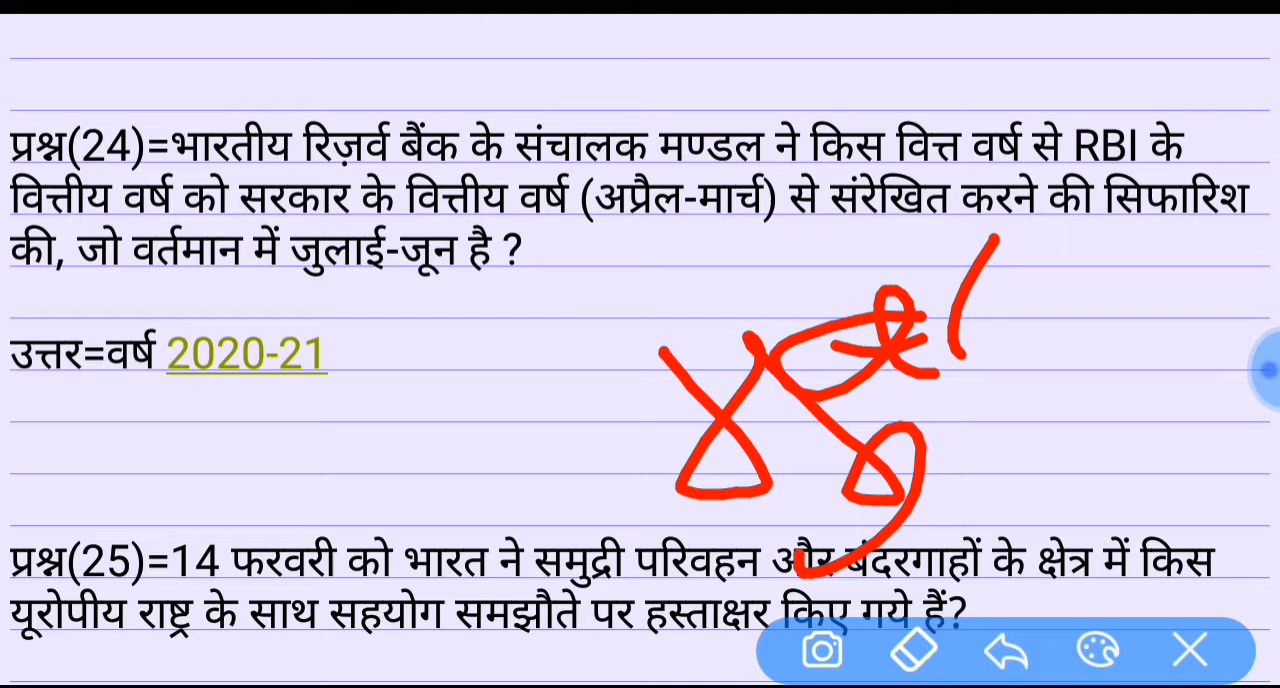 प्रश्न(24)=भारतीय रिज़र्व बैंक के संचालक मण्डल ने किस वित्त वर्ष से RBI के
वित्तीय वर्ष को सरकार के वित्तीय वर्ष (अप्रैल-मार्च) से संरेखित करने की सिफारिश
की, जो वर्तमान में जुलाई-जून है ?
उत्तर=वर्ष 2020-21
प्रश्न(25)=14 फरवरी को भारत ने समुद्री परिवहन और बंदरगाहों के क्षेत्र में किस
यूरोपीय राष्ट्र के साथ सहयोग समझौते पर हस्ताक्षर किए गये हैं?